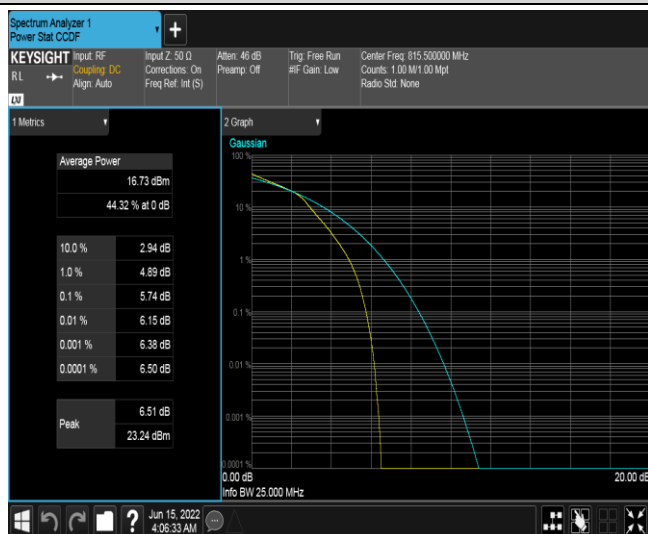 Spectrum Analyzer 1
Power Stat CCDF
+
KEYSIGHT
RL
LXI
Input: RF
Coupling: DC
Align: Auto
Input Z: 50 Ω
Corrections: On
Freq Ref: Int (S)
Atten: 46 dB
Preamp: Off
Trig: Free Run
#IF Gain: Low
Center Freq: 815.500000 MHz
Counts: 1.00 M/1.00 Mpt
Radio Std: None
1 Metrics
Average Power
16.73 dBm
44.32 % at 0 dB
10.0 % 2.94 dB
1.0 % 4.89 dB
0.1 % 5.74 dB
0.01 % 6.15 dB
0.001 % 6.38 dB
0.0001 % 6.50 dB
Peak
6.51 dB
23.24 dBm
2 Graph
Gaussian
100 %
10 %
1 %
0.1 %
0.01 %
0.001 %
0.0001 %
0.00 dB 20.00 dB
Info BW 25.000 MHz
?
Jun 15, 2022
4:06:33 AM